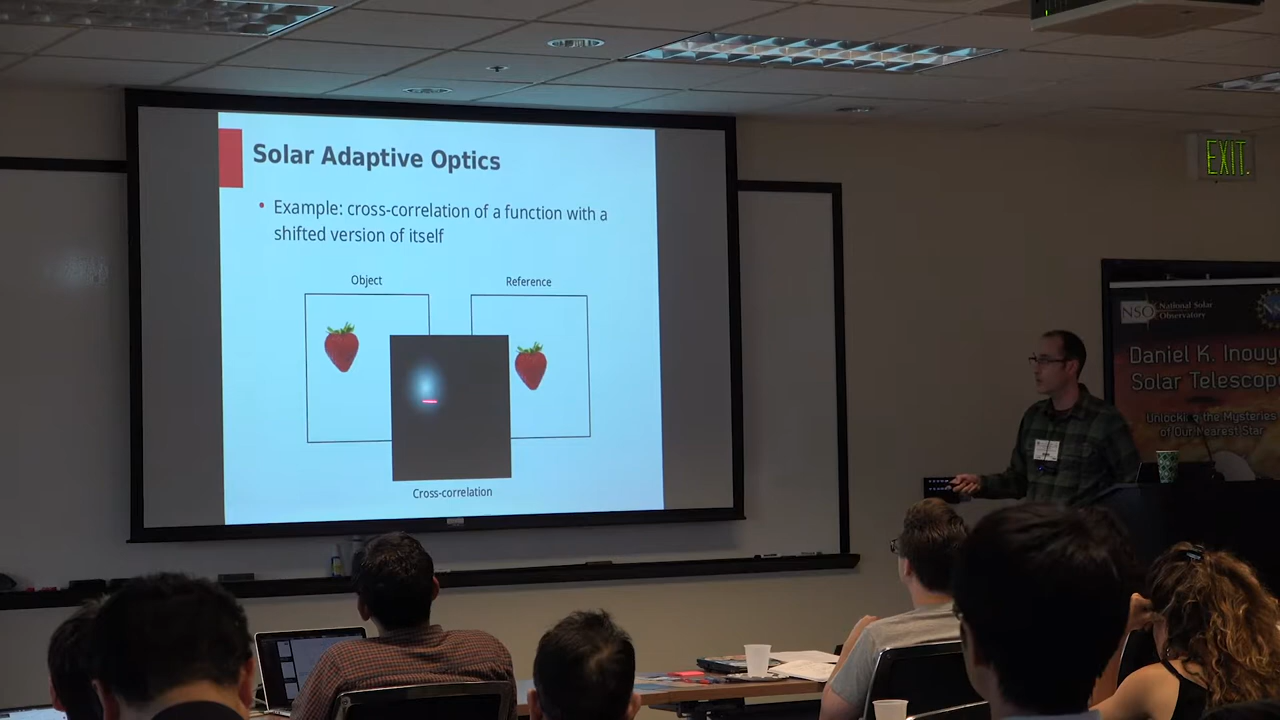 Solar Adaptive Optics
• Example: cross-correlation of a function with a
shifted version of itself
Object
Reference
Cross-correlation
EXIT
NSO
National Solar
Observatory
Daniel K. Inouy
Solar Telescop
Unlocking the Mysteries
of Our Nearest Star